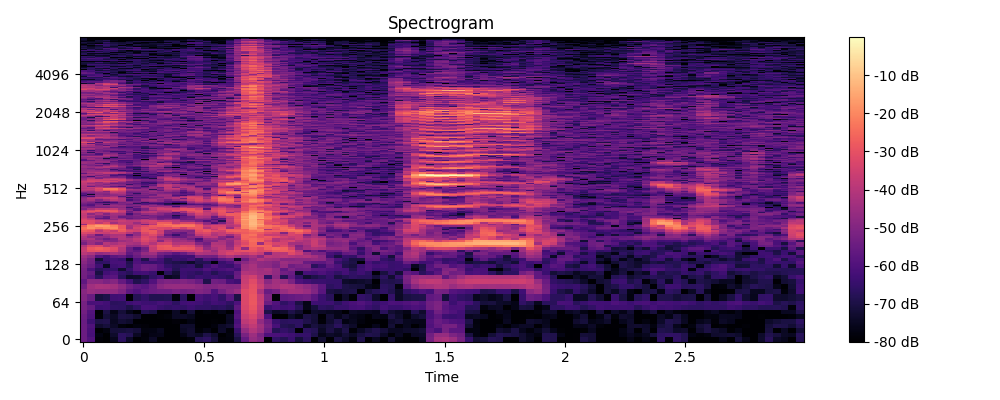 Spectrogram
Hz
4096
2048
1024
512
256
128
64
0
0 0.5 1 1.5 2 2.5
Time
-10 dB
-20 dB
-30 dB
-40 dB
-50 dB
-60 dB
-70 dB
-80 dB